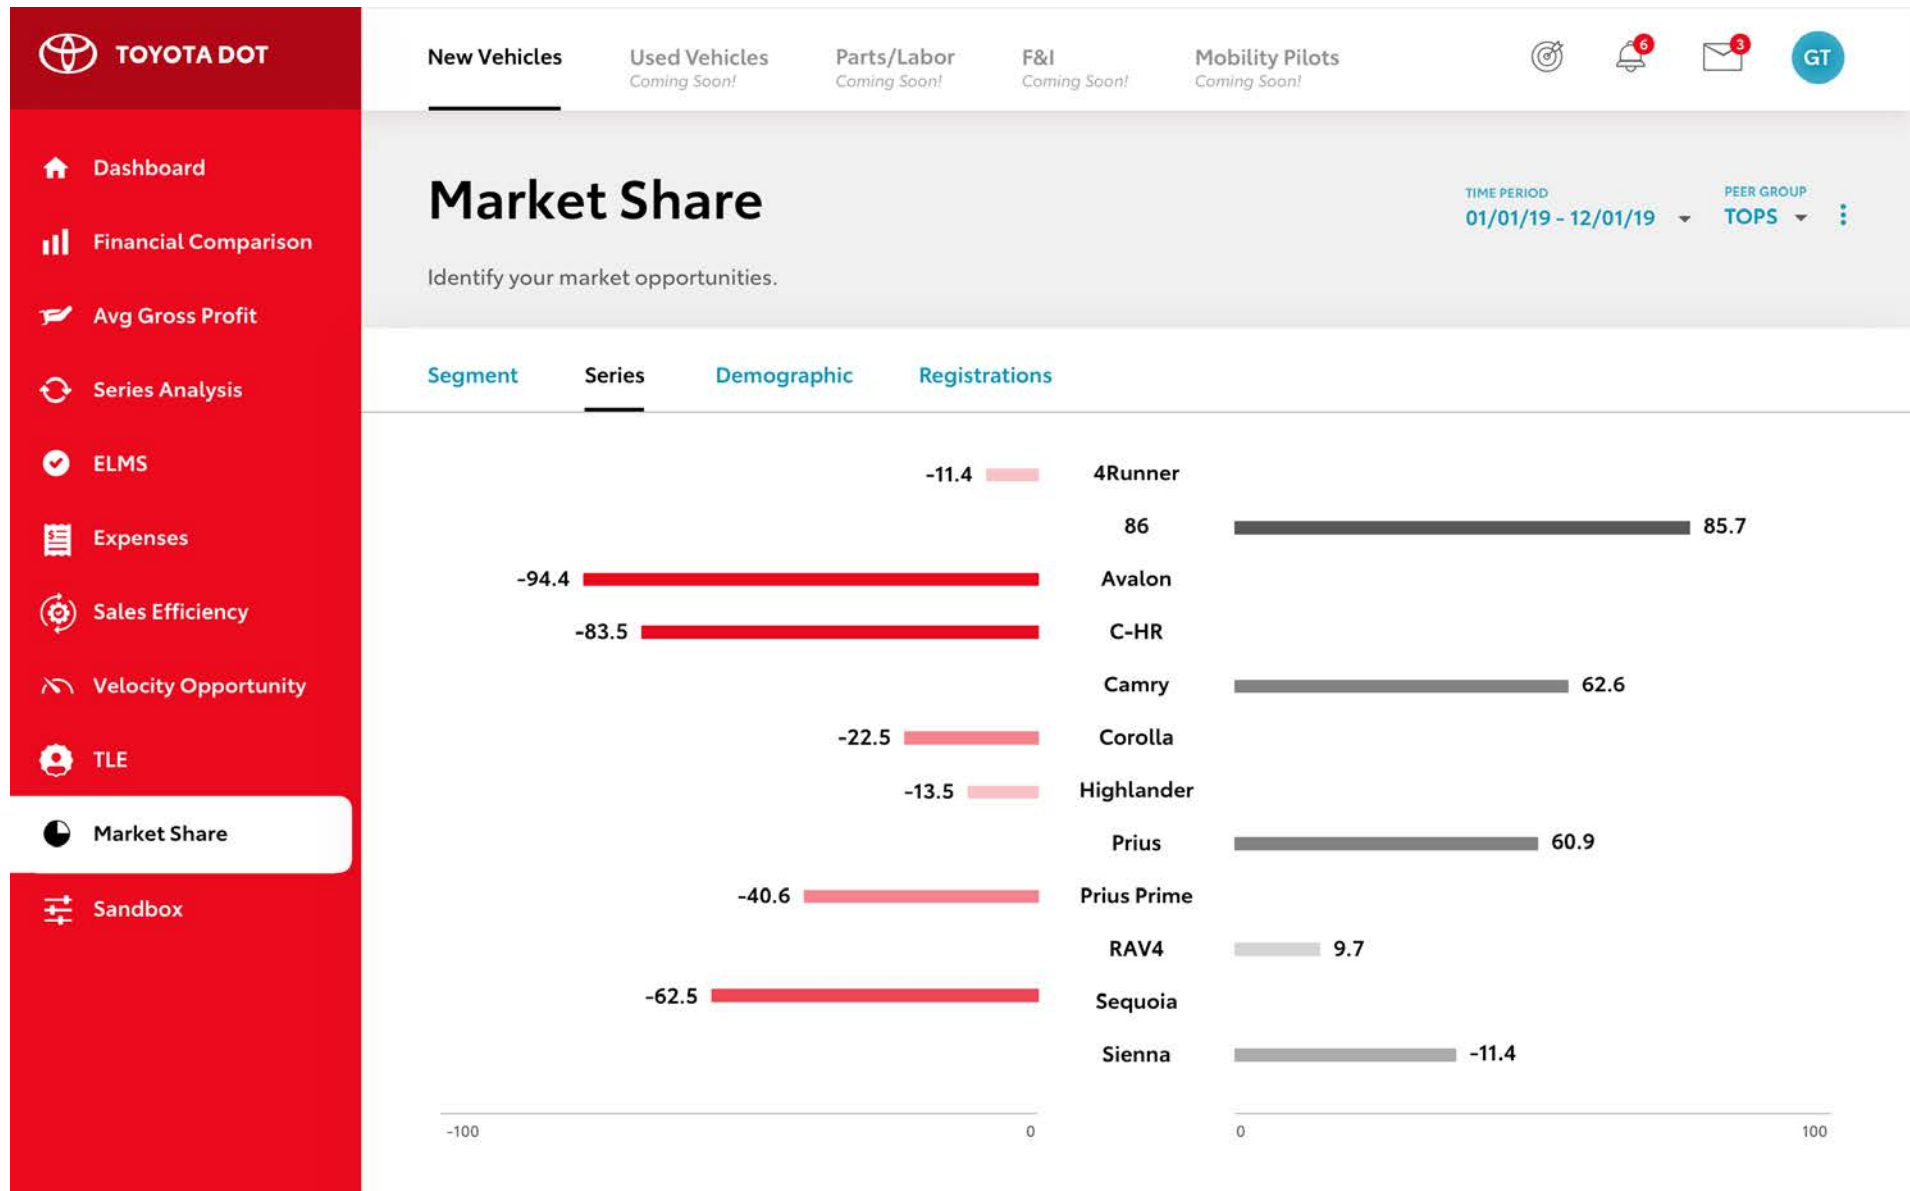 TOYOTA DOT
New Vehicles
Used Vehicles
Coming Soon!
Parts/Labor
Coming Soon!
F&I
Coming Soon!
Mobility Pilots
Coming Soon!
6
3
GT
Dashboard
Financial Comparison
Avg Gross Profit
Series Analysis
ELMS
Expenses
Sales Efficiency
Velocity Opportunity
TLE
Market Share
Sandbox
Market Share
Identify your market opportunities.
TIME PERIOD
01/01/19 - 12/01/19
PEER GROUP
TOPS
Segment
Series
Demographic
Registrations
-11.4 4Runner
86 85.7
-94.4 Avalon
-83.5 C-HR
Camry 62.6
-22.5 Corolla
-13.5 Highlander
Prius 60.9
-40.6 Prius Prime
RAV4 9.7
-62.5 Sequoia
Sienna -11.4
-100 0 0 100